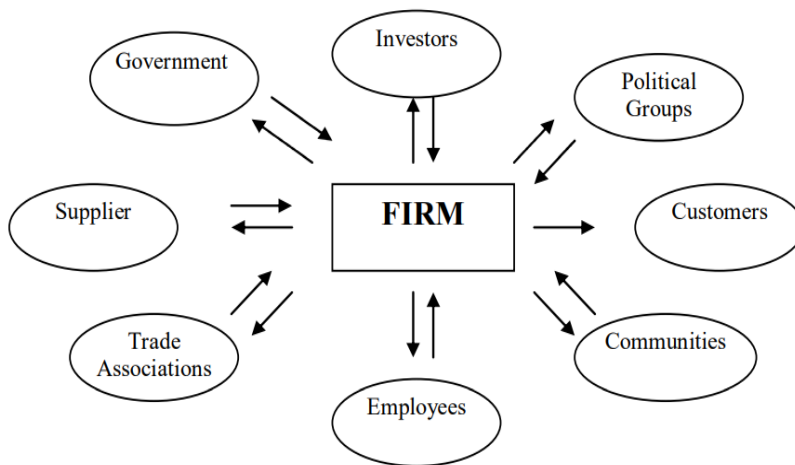 Investors
Government
Political
Groups
Supplier
FIRM
Customers
Trade
Associations
Communities
Employees